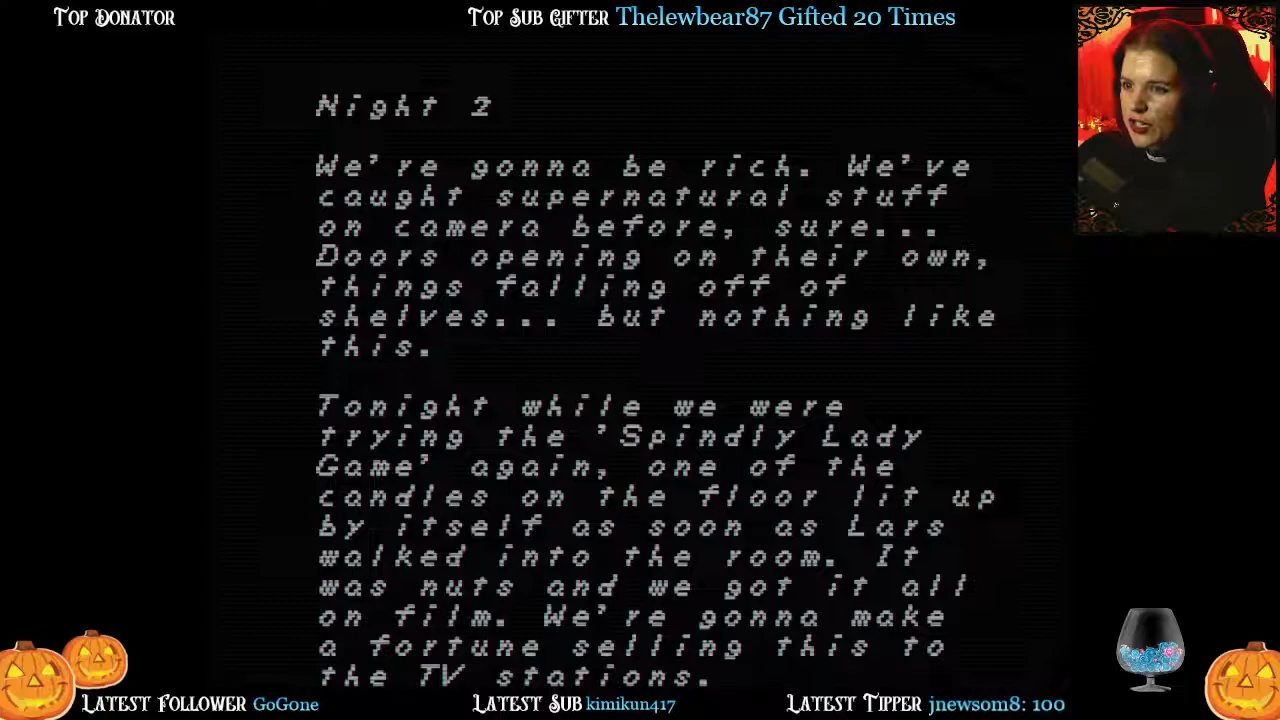 Top Donator
Top Sub Gifter Thelewbear87 Gifted 20 Times
Night 2
We're gonna be rich. We've
caught supernatural stuff
on camera before, sure...
Doors opening on their own,
things falling off of
shelves... but nothing like
this.
Tonight while we were
trying the 'Spindly Lady
Game' again, one of the
candles on the floor lit up
by itself as soon as Lars
walked into the room. It
was nuts and we got it all
on film. We're gonna make
a fortune selling this to
the TV stations.
Latest Follower GoGone
Latest Sub kimikun417
Latest Tipper jnewsom8: 100